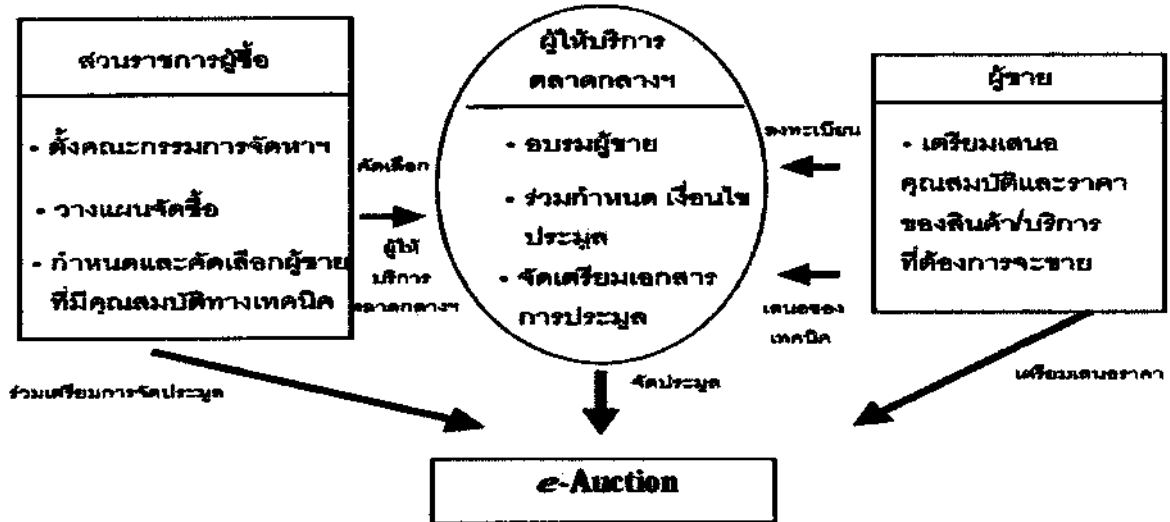 ส่วนราชการผู้ซื้อ
• ตั้งคณะกรรมการจัดหาฯ
• วางแผนจัดซื้อ
• กำหนดและคัดเลือกผู้ขาย
ที่มีคุณสมบัติทางเทคนิค
คัดเลือก
ผู้ให้
บริการ
ตลาดกลางฯ
ผู้ให้บริการ
ตลาดกลางฯ
• อบรมผู้ขาย
• ร่วมกำหนด เงื่อนไข
ประมูล
• จัดเตรียมเอกสาร
การประมูล
ลงทะเบียน
เสนอซอง
เทคนิค
ผู้ขาย
• เตรียมเสนอ
คุณสมบัติและราคา
ของสินค้า/บริการ
ที่ต้องการจะขาย
ร่วมเตรียมการจัดประมูล
จัดประมูล
เตรียมเสนอราคา
e-Auction